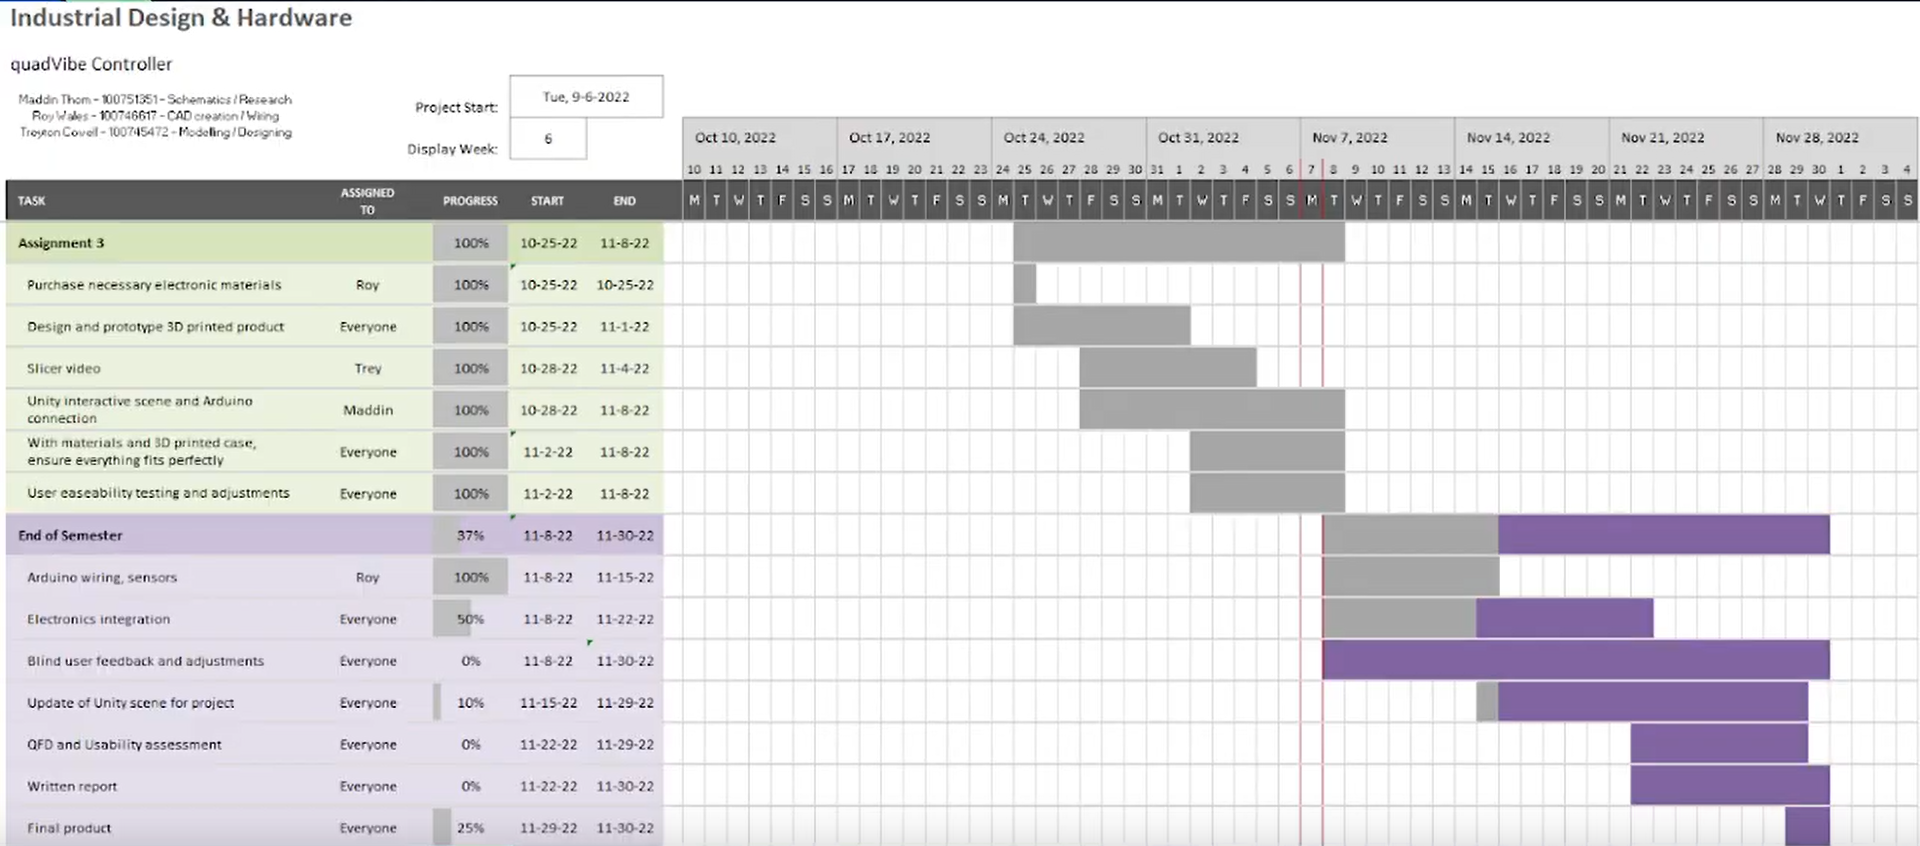 Industrial Design & Hardware
quadVibe Controller
Maddin Thom - 100751351 - Schematics / Research
Roy Wales - 100746617 - CAD creation / Wiring
Treyton Covell - 100745472 - Modelling / Designing
Project Start: Tue, 9-6-2022
Display Week: 6
Oct 10, 2022 Oct 17, 2022 Oct 24, 2022 Oct 31, 2022 Nov 7, 2022 Nov 14, 2022 Nov 21, 2022 Nov 28, 2022
10 11 12 13 14 15 16 17 18 19 20 21 22 23 24 25 26 27 28 29 30 31 1 2 3 4 5 6 7 8 9 10 11 12 13 14 15 16 17 18 19 20 21 22 23 24 25 26 27 28 29 30 1 2 3 4
TASK ASSIGNED TO PROGRESS START END M T W T F S S M T W T F S S M T W T F S S M T W T F S S M T W T F S S M T W T F S S M T W T F S S M T W T F S S
Assignment 3 100% 10-25-22 11-8-22
Purchase necessary electronic materials Roy 100% 10-25-22 10-25-22
Design and prototype 3D printed product Everyone 100% 10-25-22 11-1-22
Slicer video Trey 100% 10-28-22 11-4-22
Unity interactive scene and Arduino
connection Maddin 100% 10-28-22 11-8-22
With materials and 3D printed case,
ensure everything fits perfectly Everyone 100% 11-2-22 11-8-22
User easeability testing and adjustments Everyone 100% 11-2-22 11-8-22
End of Semester 37% 11-8-22 11-30-22
Arduino wiring, sensors Roy 100% 11-8-22 11-15-22
Electronics integration Everyone 50% 11-8-22 11-22-22
Blind user feedback and adjustments Everyone 0% 11-8-22 11-30-22
Update of Unity scene for project Everyone 10% 11-15-22 11-29-22
QFD and Usability assessment Everyone 0% 11-22-22 11-29-22
Written report Everyone 0% 11-22-22 11-30-22
Final product Everyone 25% 11-29-22 11-30-22